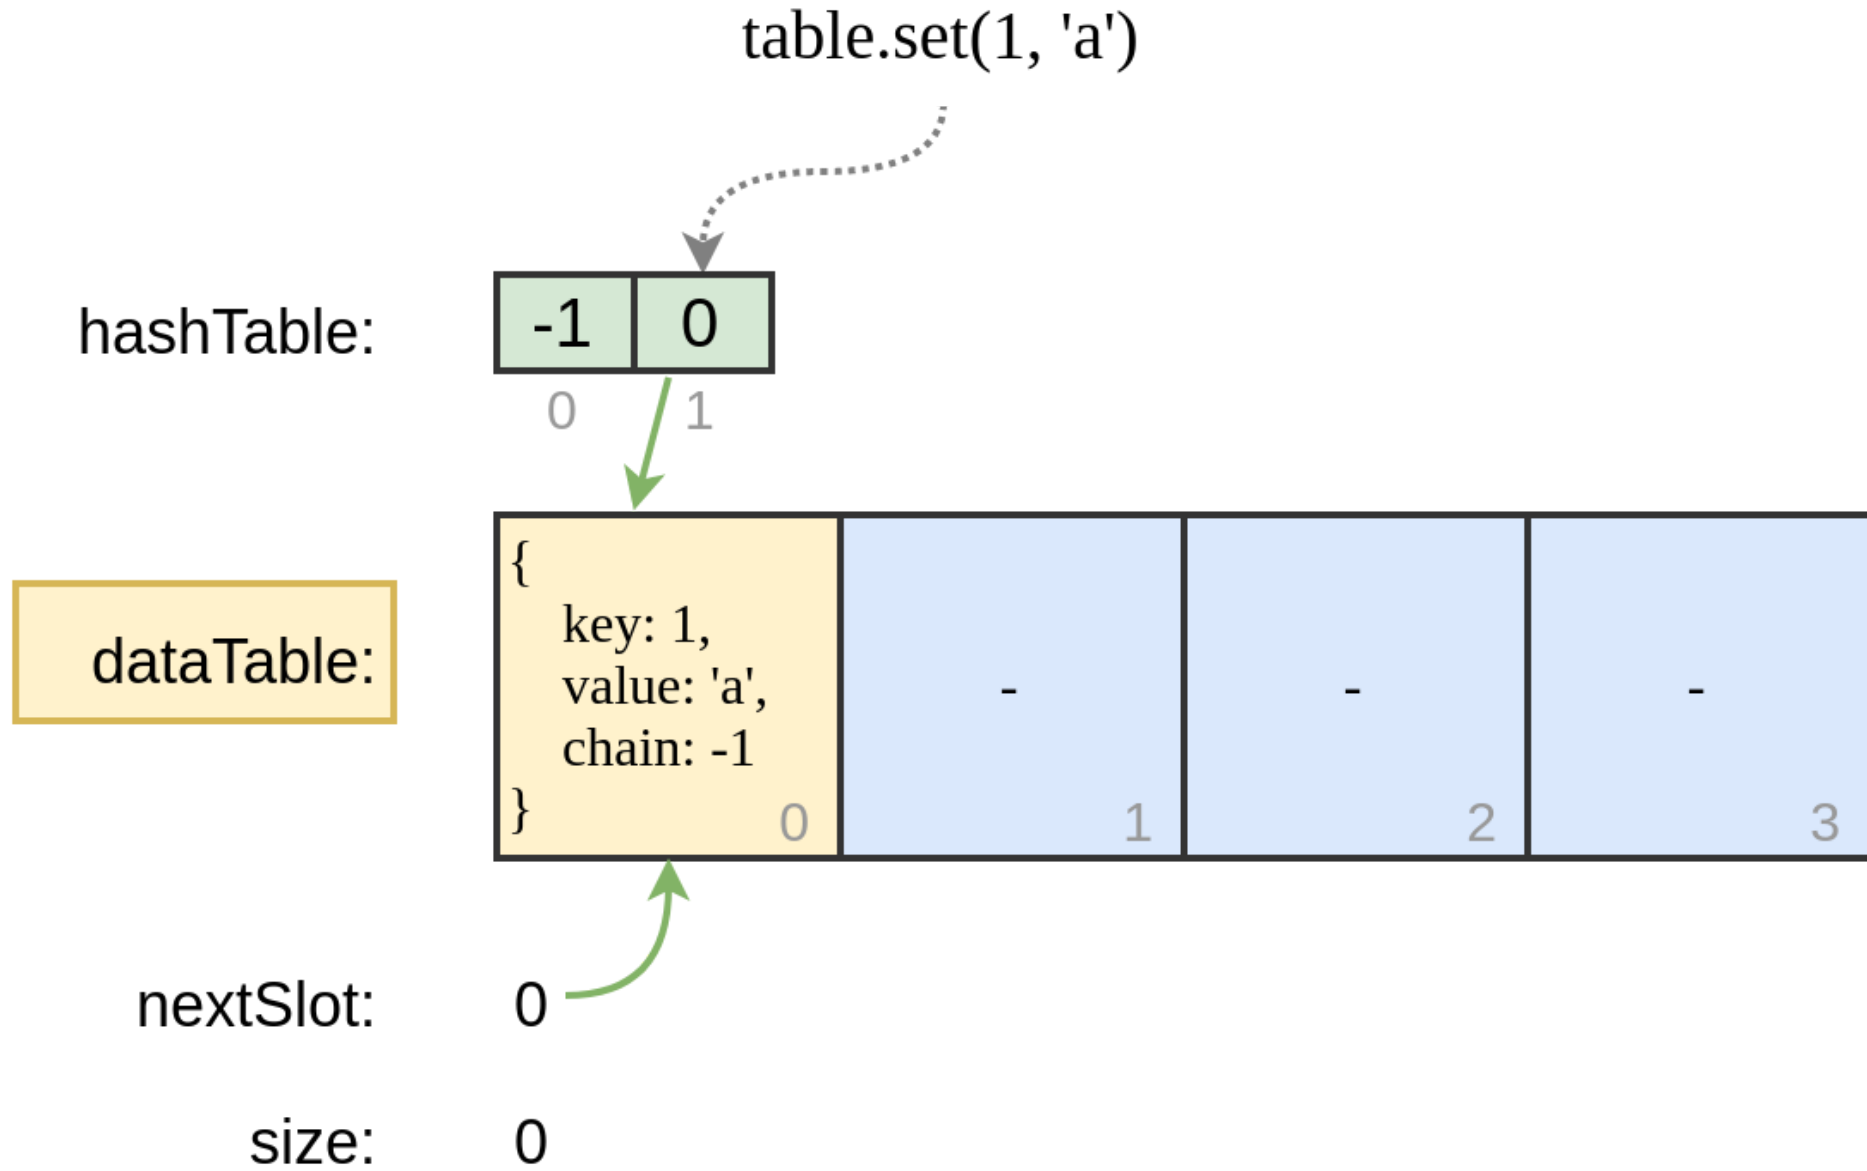 table.set(1, 'a')
hashTable:
-1 0
0 1
dataTable:
{
key: 1,
value: 'a',
chain: -1
}
- - -
0 1 2 3
nextSlot: 0
size: 0